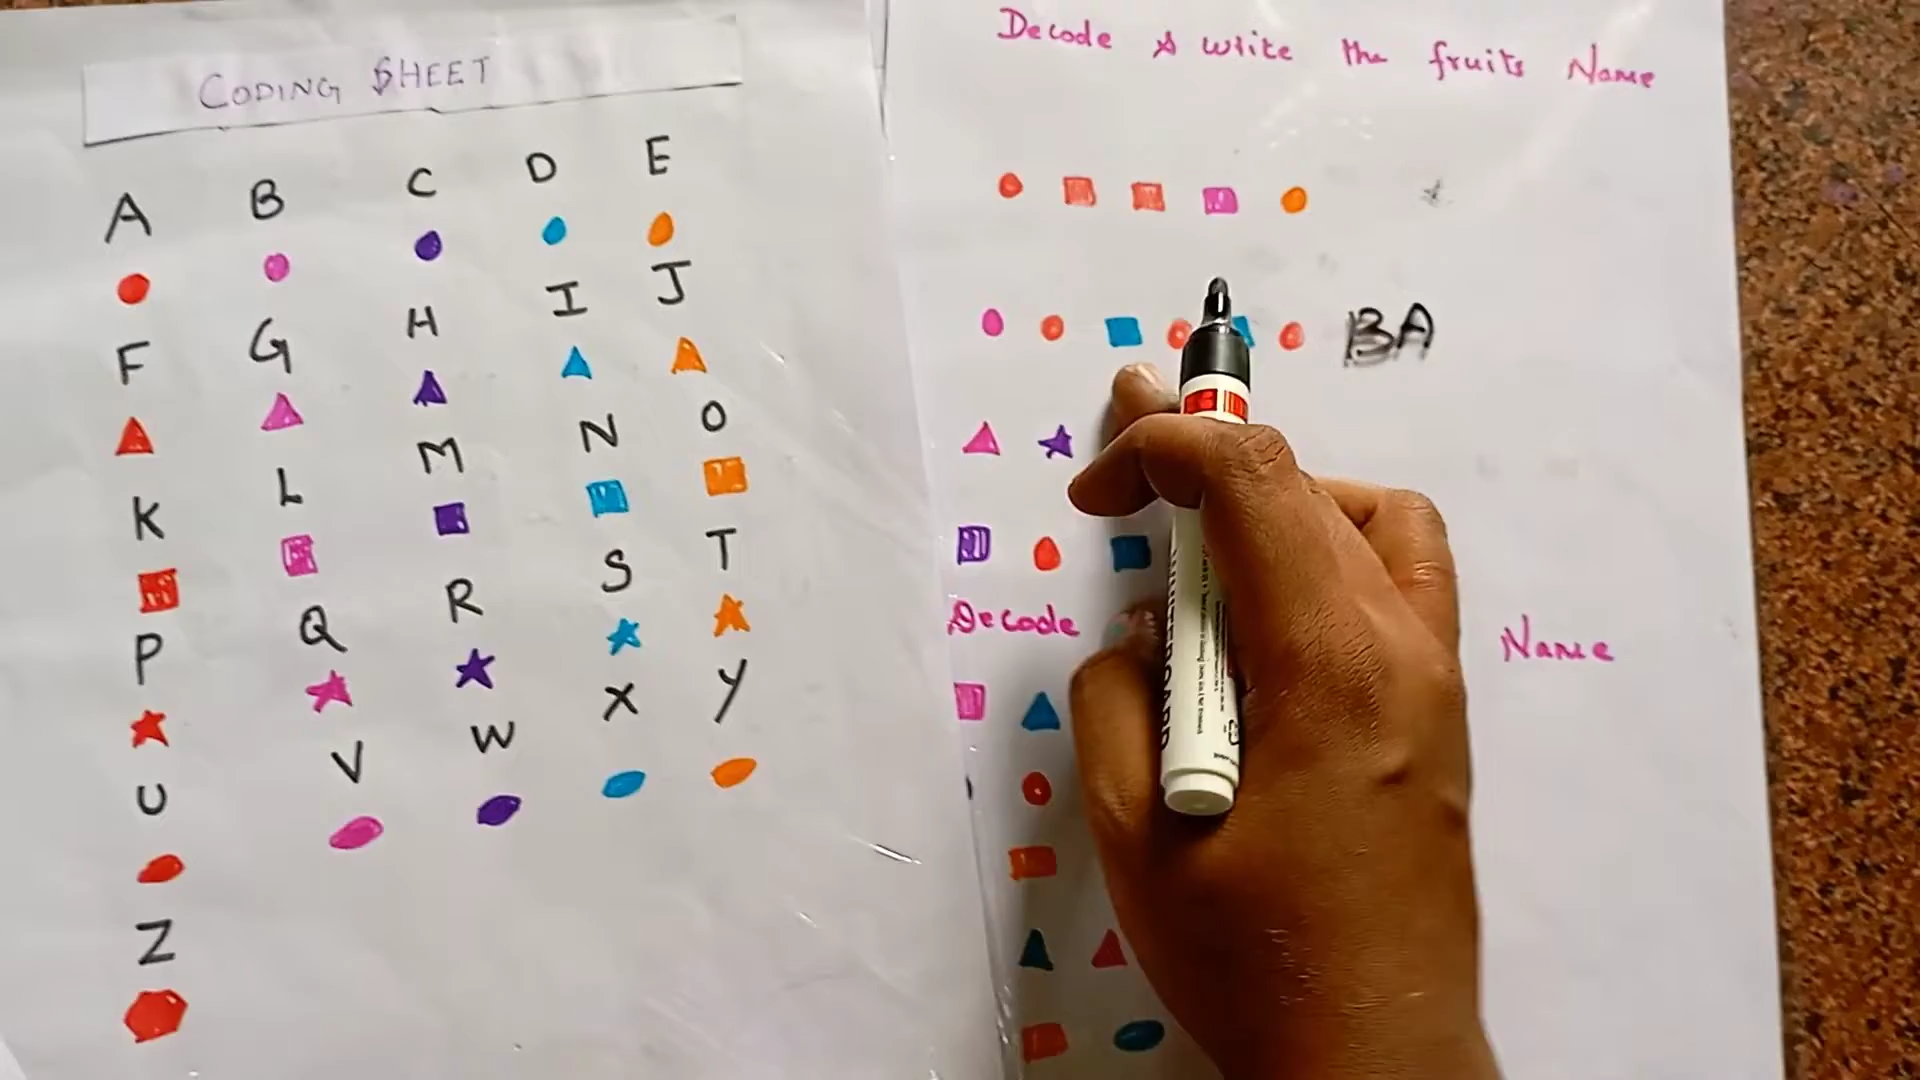 CODING SHEET
A B C D E
F G H I J
K L M N O
P Q R S T
U V W X Y
Z
Decode & write the fruits Name
BA
Decode
Name